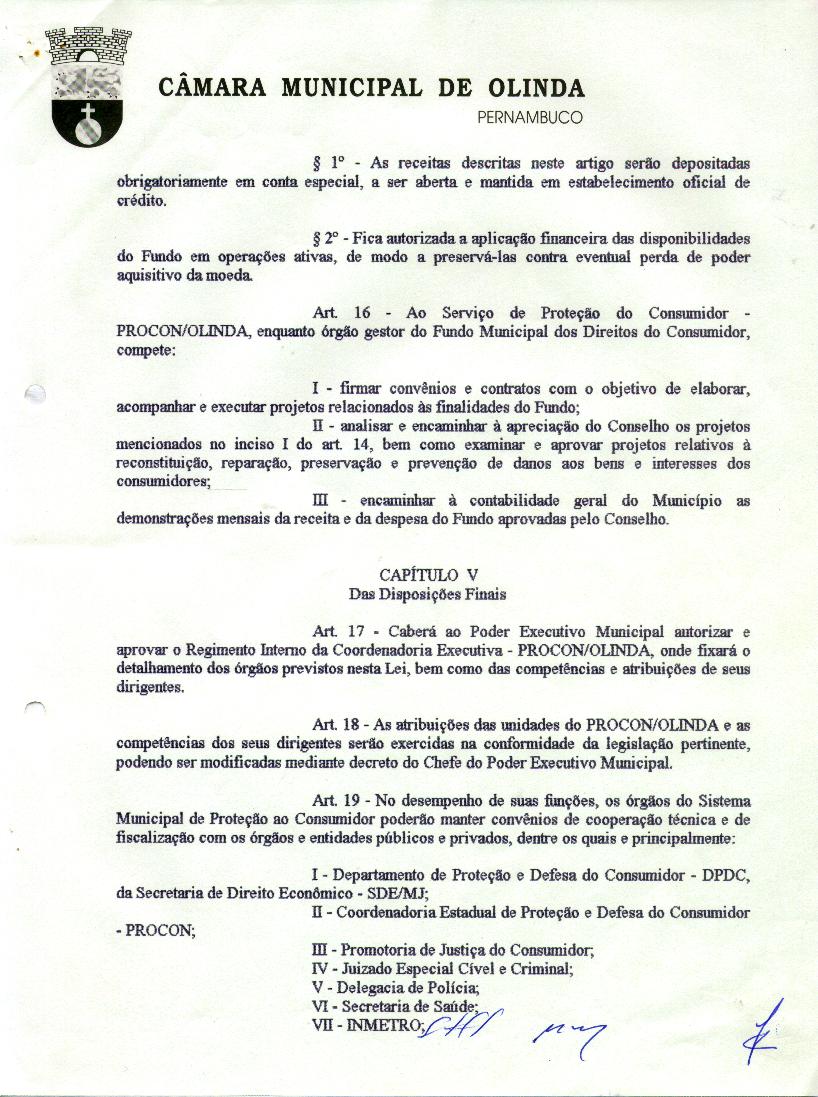 CÂMARA MUNICIPAL DE OLINDA
PERNAMBUCO
§ 1º - As receitas descritas neste artigo serão depositadas
obrigatoriamente em conta especial, a ser aberta e mantida em estabelecimento oficial de
crédito.
§ 2º - Fica autorizada a aplicação financeira das disponibilidades
do Fundo em operações ativas, de modo a preservá-las contra eventual perda de poder
aquisitivo da moeda.
Art. 16 - Ao Serviço de Proteção do Consumidor -
PROCON/OLINDA, enquanto órgão gestor do Fundo Municipal dos Direitos do Consumidor,
compete:
I - firmar convênios e contratos com o objetivo de elaborar,
acompanhar e executar projetos relacionados às finalidades do Fundo;
II - analisar e encaminhar à apreciação do Conselho os projetos
mencionados no inciso I do art. 14, bem como examinar e aprovar projetos relativos à
reconstituição, reparação, preservação e prevenção de danos aos bens e interesses dos
consumidores;
III - encaminhar à contabilidade geral do Município as
demonstrações mensais da receita e da despesa do Fundo aprovadas pelo Conselho.
CAPÍTULO V
Das Disposições Finais
Art. 17 - Caberá ao Poder Executivo Municipal autorizar e
aprovar o Regimento Interno da Coordenadoria Executiva - PROCON/OLINDA, onde fixará o
detalhamento dos órgãos previstos nesta Lei, bem como das competências e atribuições de seus
dirigentes.
Art. 18 - As atribuições das unidades do PROCON/OLINDA e as
competências dos seus dirigentes serão exercidas na conformidade da legislação pertinente,
podendo ser modificadas mediante decreto do Chefe do Poder Executivo Municipal.
Art. 19 - No desempenho de suas funções, os órgãos do Sistema
Municipal de Proteção ao Consumidor poderão manter convênios de cooperação técnica e de
fiscalização com os órgãos e entidades públicos e privados, dentre os quais e principalmente:
I - Departamento de Proteção e Defesa do Consumidor - DPDC,
da Secretaria de Direito Econômico - SDE/MJ;
II - Coordenadoria Estadual de Proteção e Defesa do Consumidor
- PROCON;
III - Promotoria de Justiça do Consumidor;
IV - Juizado Especial Cível e Criminal;
V - Delegacia de Polícia;
VI - Secretaria de Saúde;
VII - INMETRO;